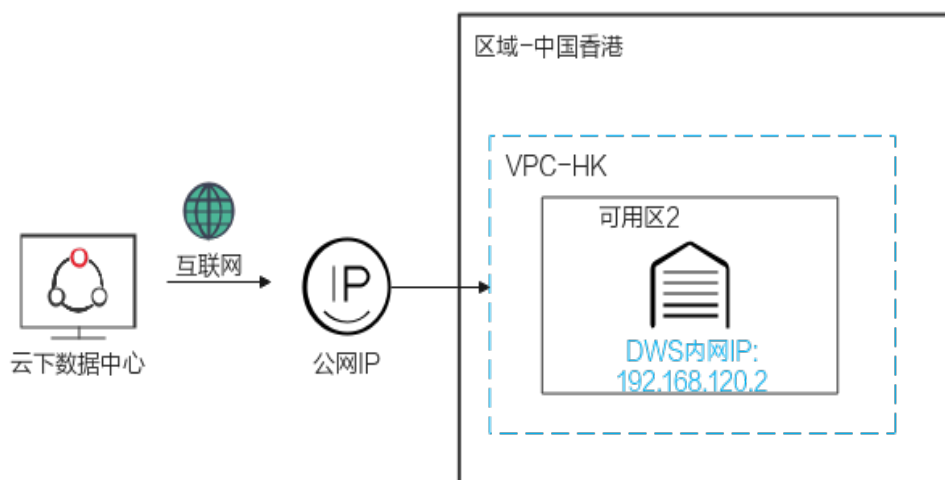 区域-中国香港
VPC-HK
可用区2
互联网
IP
云下数据中心
公网IP
DWS内网IP:
192.168.120.2